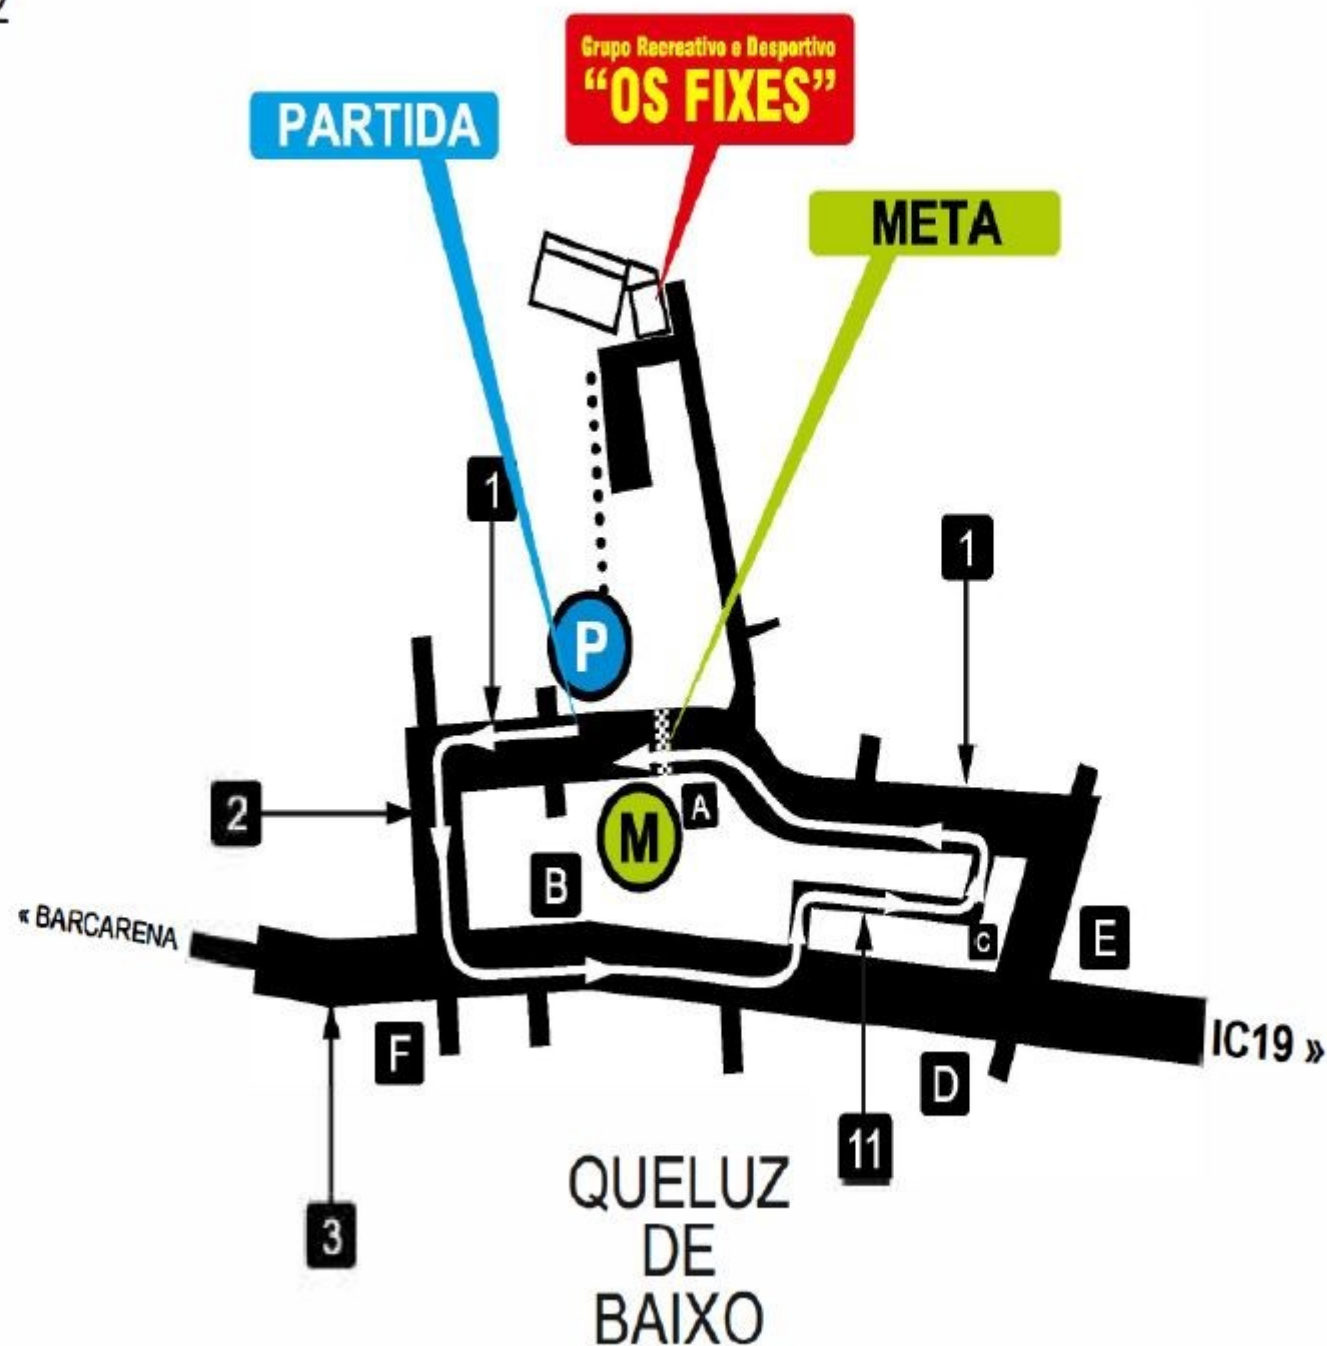 Grupo Recreativo e Desportivo
“OS FIXES”
PARTIDA
META
1
1
P
2
A
M
B
« BARCARENA
C
E
F
IC19 »
D
11
3
QUELUZ
DE
BAIXO